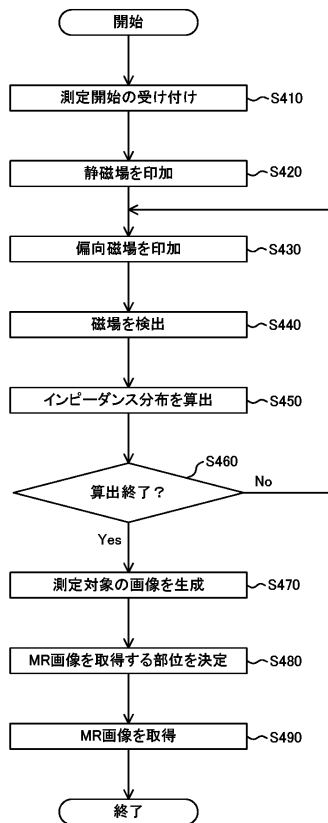 開始
測定開始の受け付け S410
静磁場を印加 S420
偏向磁場を印加 S430
磁場を検出 S440
インピーダンス分布を算出 S450
S460
算出終了？ No
Yes
測定対象の画像を生成 S470
MR画像を取得する部位を決定 S480
MR画像を取得 S490
終了